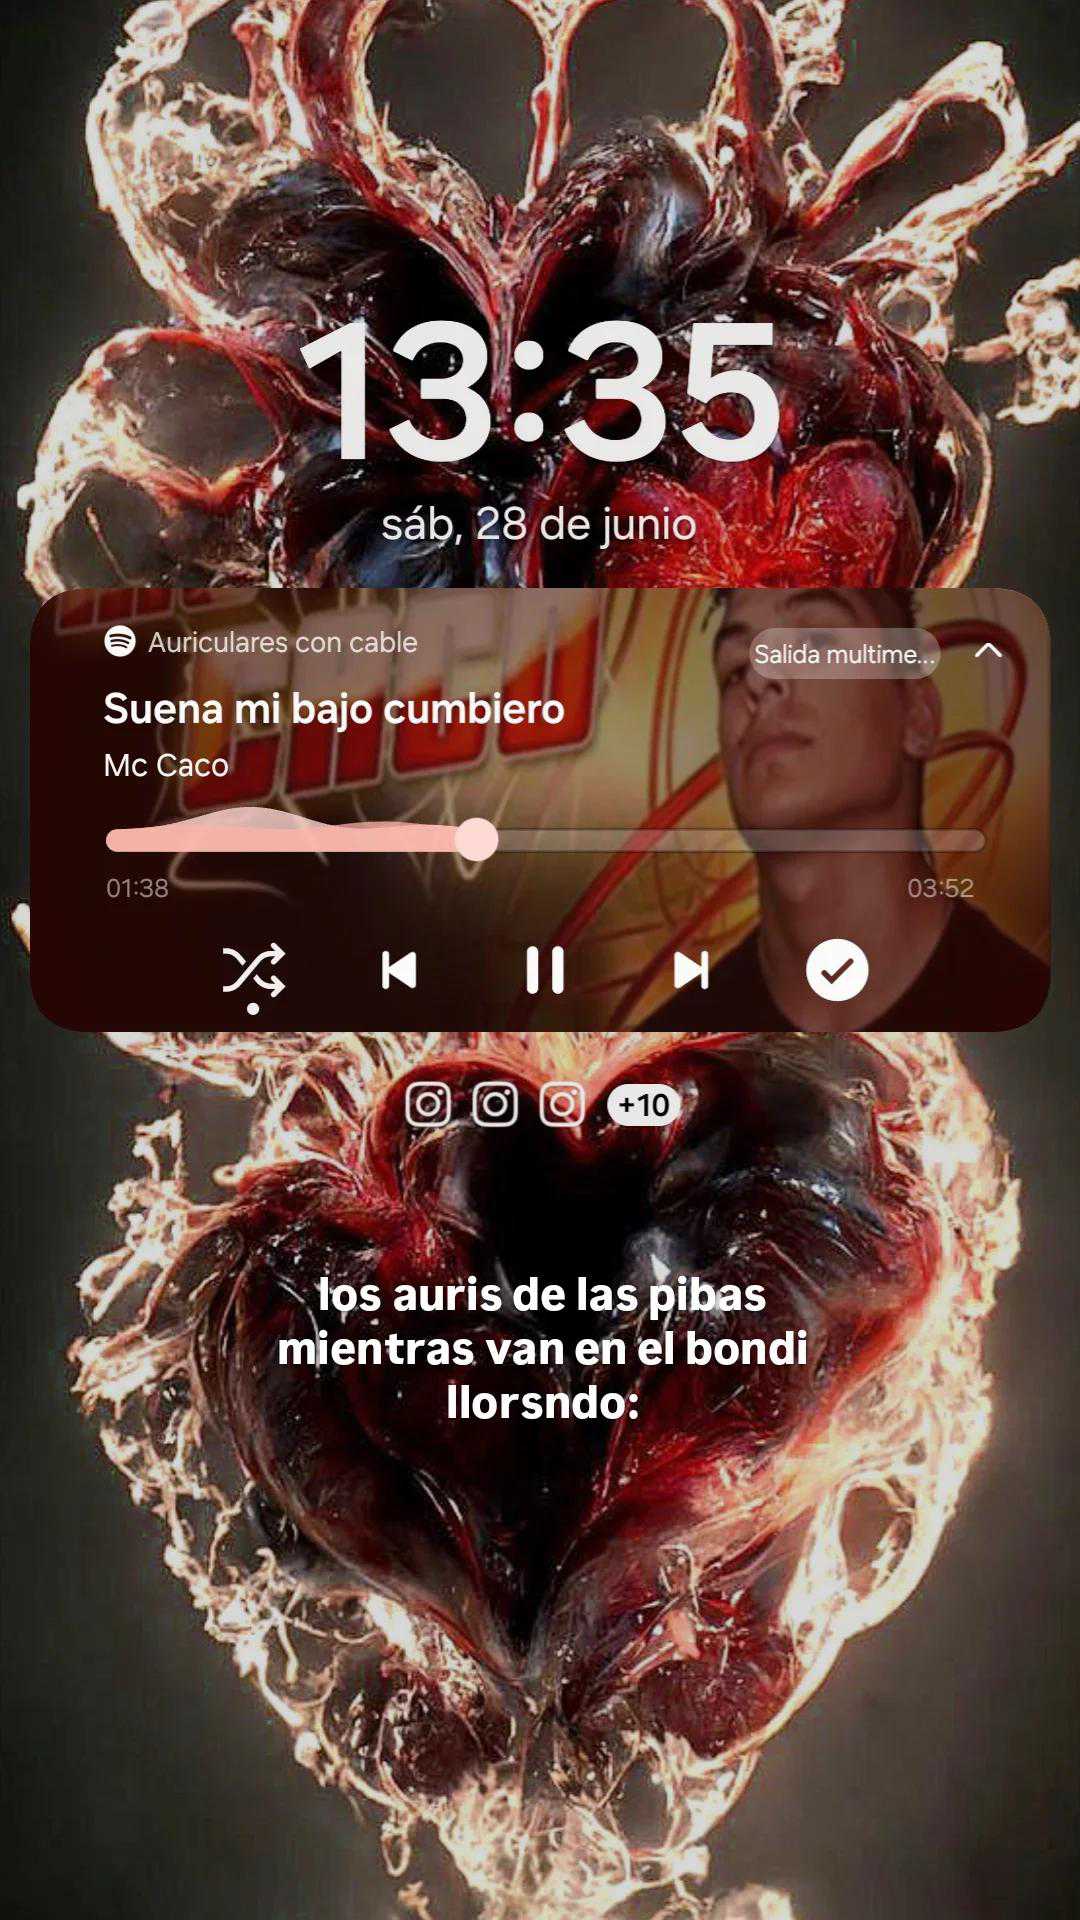 13:35
sáb, 28 de junio
Auriculares con cable
Salida multime...
Suena mi bajo cumbiero
Mc Caco
01:38
03:52
+10
los auris de las pibas
mientras van en el bondi
llorsndo: